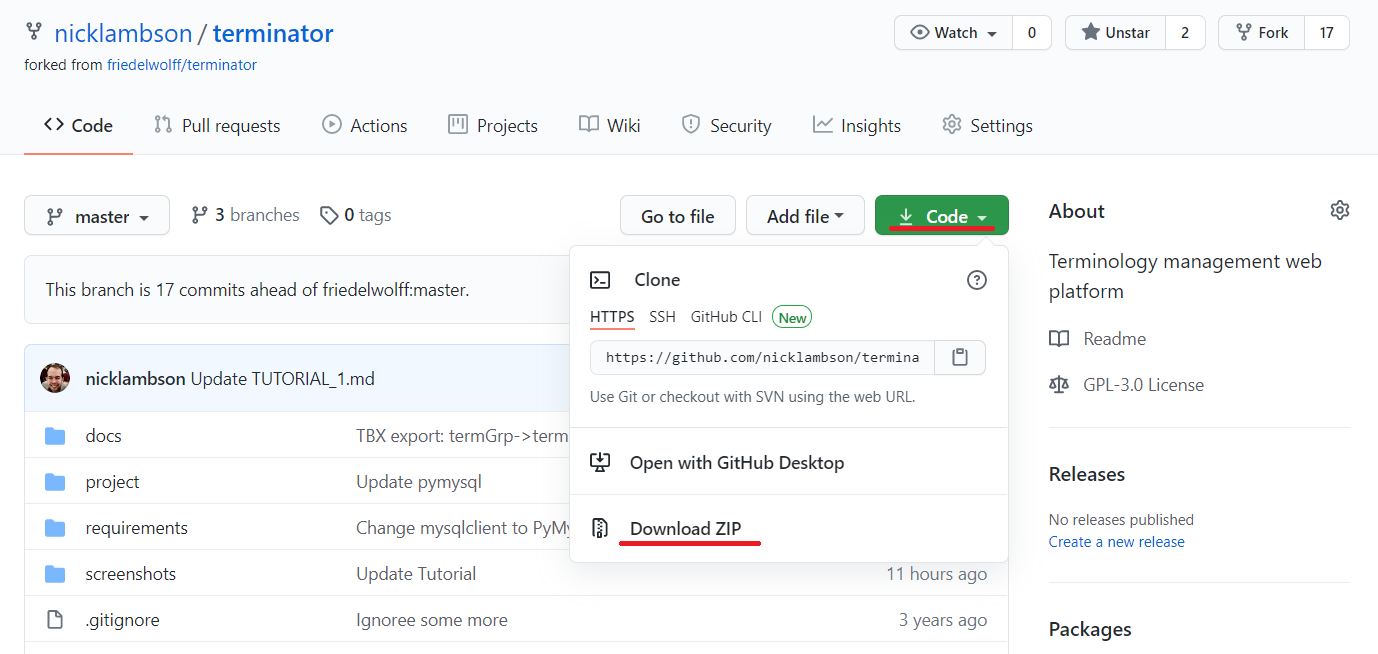 nicklambson / terminator
forked from friedelwolff/terminator
Watch 0
Unstar 2
Fork 17
Code
Pull requests
Actions
Projects
Wiki
Security
Insights
Settings
master
3 branches
0 tags
Go to file
Add file
Code
This branch is 17 commits ahead of friedelwolff:master.
nicklambson Update TUTORIAL_1.md
docs TBX export: termGrp->term
project Update pymysql
requirements Change mysqlclient to PyMy
screenshots Update Tutorial 11 hours ago
.gitignore Ignoree some more 3 years ago
Clone
HTTPS SSH GitHub CLI New
https://github.com/nicklambson/termina
Use Git or checkout with SVN using the web URL.
Open with GitHub Desktop
Download ZIP
About
Terminology management web
platform
Readme
GPL-3.0 License
Releases
No releases published
Create a new release
Packages